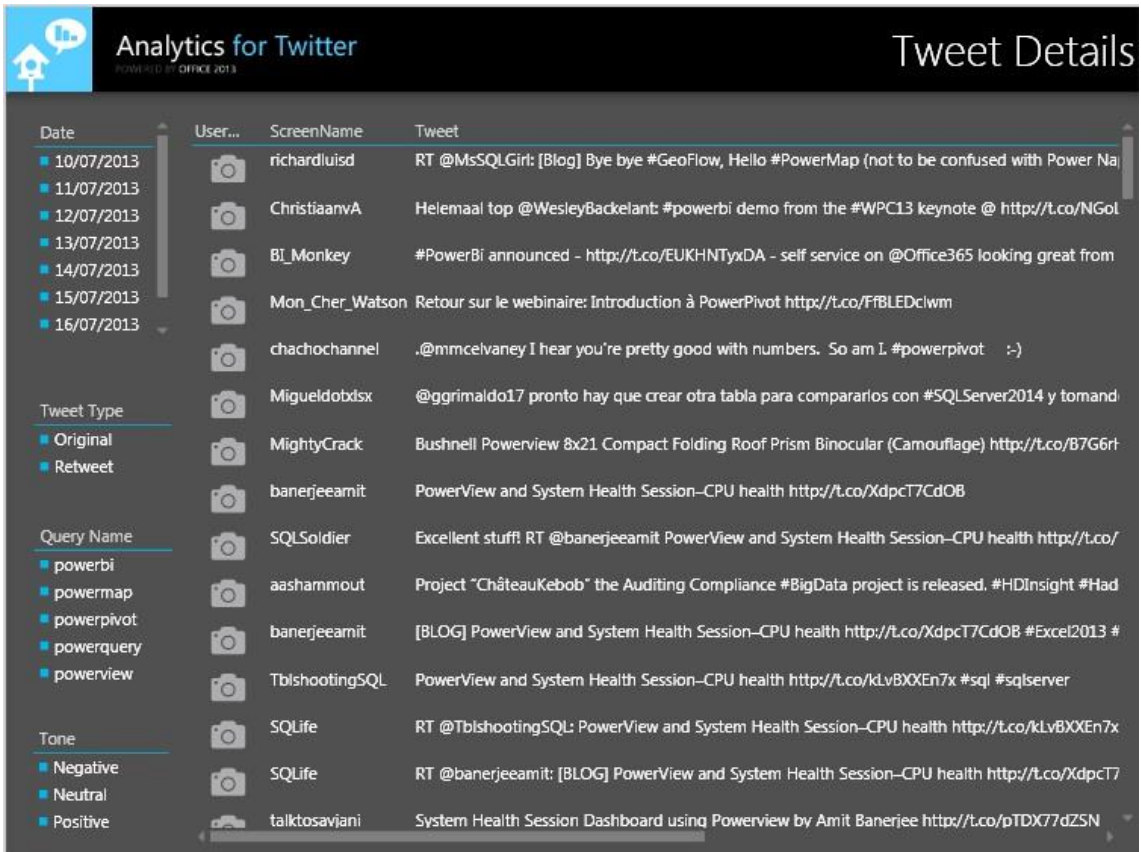 Analytics for Twitter
POWERED BY OFFICE 2013
Tweet Details
Date
10/07/2013
11/07/2013
12/07/2013
13/07/2013
14/07/2013
15/07/2013
16/07/2013
Tweet Type
Original
Retweet
Query Name
powerbi
powermap
powerpivot
powerquery
powerview
Tone
Negative
Neutral
Positive
User... ScreenName Tweet
richardluisd RT @MsSQLGirl: [Blog] Bye bye #GeoFlow, Hello #PowerMap (not to be confused with Power Na
ChristiaanvA Helemaal top @WesleyBackelant: #powerbi demo from the #WPC13 keynote @ http://t.co/NGoL
BI_Monkey #PowerBi announced - http://t.co/EUKHNTyxDA - self service on @Office365 looking great from
Mon_Cher_Watson Retour sur le webinaire: Introduction à PowerPivot http://t.co/FfBLEDclwm
chachochannel .@mmcelvaney I hear you're pretty good with numbers. So am I. #powerpivot :-)
Migueldotxlsx @ggrimaldo17 pronto hay que crear otra tabla para compararlos con #SQLServer2014 y tomand
MightyCrack Bushnell Powerview 8x21 Compact Folding Roof Prism Binocular (Camouflage) http://t.co/B7G6rH
banerjeeamit PowerView and System Health Session–CPU health http://t.co/XdpcT7CdOB
SQLSoldier Excellent stuff! RT @banerjeeamit PowerView and System Health Session–CPU health http://t.co/
aashammout Project "ChâteauKebob" the Auditing Compliance #BigData project is released. #HDInsight #Had
banerjeeamit [BLOG] PowerView and System Health Session–CPU health http://t.co/XdpcT7CdOB #Excel2013 #
TblshootingSQL PowerView and System Health Session–CPU health http://t.co/kLvBXXEn7x #sql #sqlserver
SQLife RT @TblshootingSQL: PowerView and System Health Session–CPU health http://t.co/kLvBXXEn7x
SQLife RT @banerjeeamit: [BLOG] PowerView and System Health Session–CPU health http://t.co/XdpcT7
talktosavjani System Health Session Dashboard using Powerview by Amit Banerjee http://t.co/pTDX77dZSN